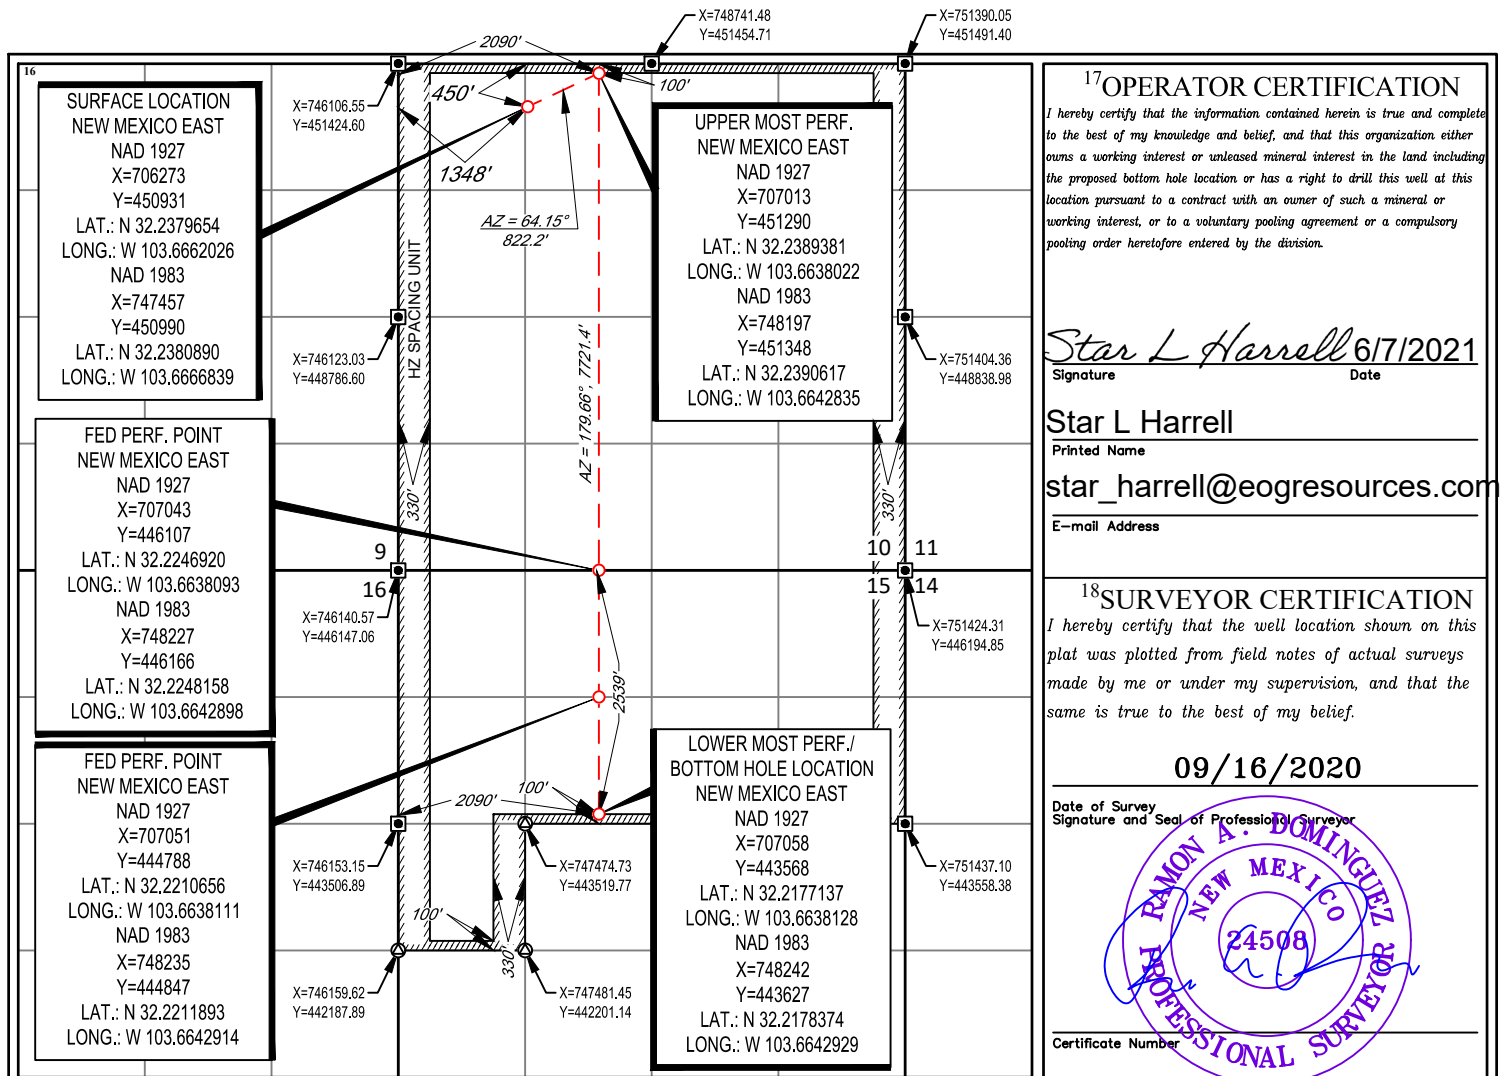 X=748741.48
Y=451454.71
X=751390.05
Y=451491.40
16
2090'
450'
100'
1348'
X=746106.55
Y=451424.60
AZ = 64.15°
822.2'
SURFACE LOCATION
NEW MEXICO EAST
NAD 1927
X=706273
Y=450931
LAT.: N 32.2379654
LONG.: W 103.6662026
NAD 1983
X=747457
Y=450990
LAT.: N 32.2380890
LONG.: W 103.6666839
UPPER MOST PERF.
NEW MEXICO EAST
NAD 1927
X=707013
Y=451290
LAT.: N 32.2389381
LONG.: W 103.6638022
NAD 1983
X=748197
Y=451348
LAT.: N 32.2390617
LONG.: W 103.6642835
HZ SPACING UNIT
AZ = 179.66°, 7721.4'
X=746123.03
Y=448786.60
X=751404.36
Y=448838.98
330'
330'
FED PERF. POINT
NEW MEXICO EAST
NAD 1927
X=707043
Y=446107
LAT.: N 32.2246920
LONG.: W 103.6638093
NAD 1983
X=748227
Y=446166
LAT.: N 32.2248158
LONG.: W 103.6642898
9
16
10 11
15 14
X=746140.57
Y=446147.06
X=751424.31
Y=446194.85
2539'
FED PERF. POINT
NEW MEXICO EAST
NAD 1927
X=707051
Y=444788
LAT.: N 32.2210656
LONG.: W 103.6638111
NAD 1983
X=748235
Y=444847
LAT.: N 32.2211893
LONG.: W 103.6642914
LOWER MOST PERF./
BOTTOM HOLE LOCATION
NEW MEXICO EAST
NAD 1927
X=707058
Y=443568
LAT.: N 32.2177137
LONG.: W 103.6638128
NAD 1983
X=748242
Y=443627
LAT.: N 32.2178374
LONG.: W 103.6642929
2090'
100'
X=746153.15
Y=443506.89
X=747474.73
Y=443519.77
X=751437.10
Y=443558.38
100'
330'
X=746159.62
Y=442187.89
X=747481.45
Y=442201.14
17 OPERATOR CERTIFICATION
I hereby certify that the information contained herein is true and complete
to the best of my knowledge and belief, and that this organization either
owns a working interest or unleased mineral interest in the land including
the proposed bottom hole location or has a right to drill this well at this
location pursuant to a contract with an owner of such a mineral or
working interest, or to a voluntary pooling agreement or a compulsory
pooling order heretofore entered by the division.
Star L Harrell 6/7/2021
Signature Date
Star L Harrell
Printed Name
star_harrell@eogresources.com
E-mail Address
18 SURVEYOR CERTIFICATION
I hereby certify that the well location shown on this
plat was plotted from field notes of actual surveys
made by me or under my supervision, and that the
same is true to the best of my belief.
09/16/2020
Date of Survey
Signature and Seal of Professional Surveyor
RAMON A. DOMINGUEZ
NEW MEXICO
24508
PROFESSIONAL SURVEYOR
Certificate Number